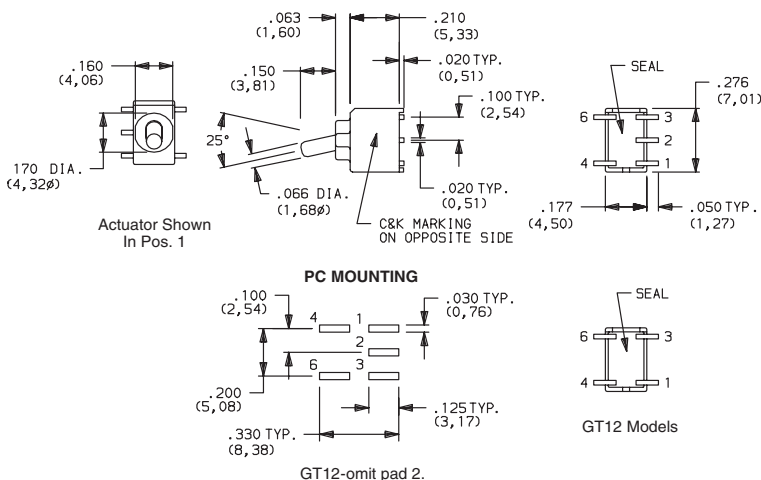 .160
(4,06)
170 DIA.
(4,32ø)
Actuator Shown
In Pos. 1
.063
(1,60)
.210
(5,33)
.150
(3,81)
.020 TYP.
(0,51)
.100 TYP.
(2,54)
25°
.066 DIA.
(1,68ø)
.020 TYP.
(0,51)
C&K MARKING
ON OPPOSITE SIDE
SEAL
.276
(7,01)
6
3
2
4
1
.177
(4,50)
.050 TYP.
(1,27)
PC MOUNTING
.100
(2,54)
.030 TYP.
(0,76)
4
1
2
6
3
.200
(5,08)
.125 TYP.
(3,17)
.330 TYP.
(8,38)
GT12-omit pad 2.
SEAL
6
3
4
1
GT12 Models